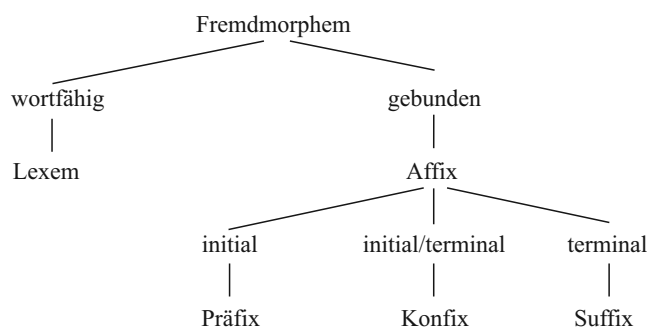 Fremdmorphem
wortfähig gebunden
Lexem Affix
initial initial/terminal terminal
Präfix Konfix Suffix